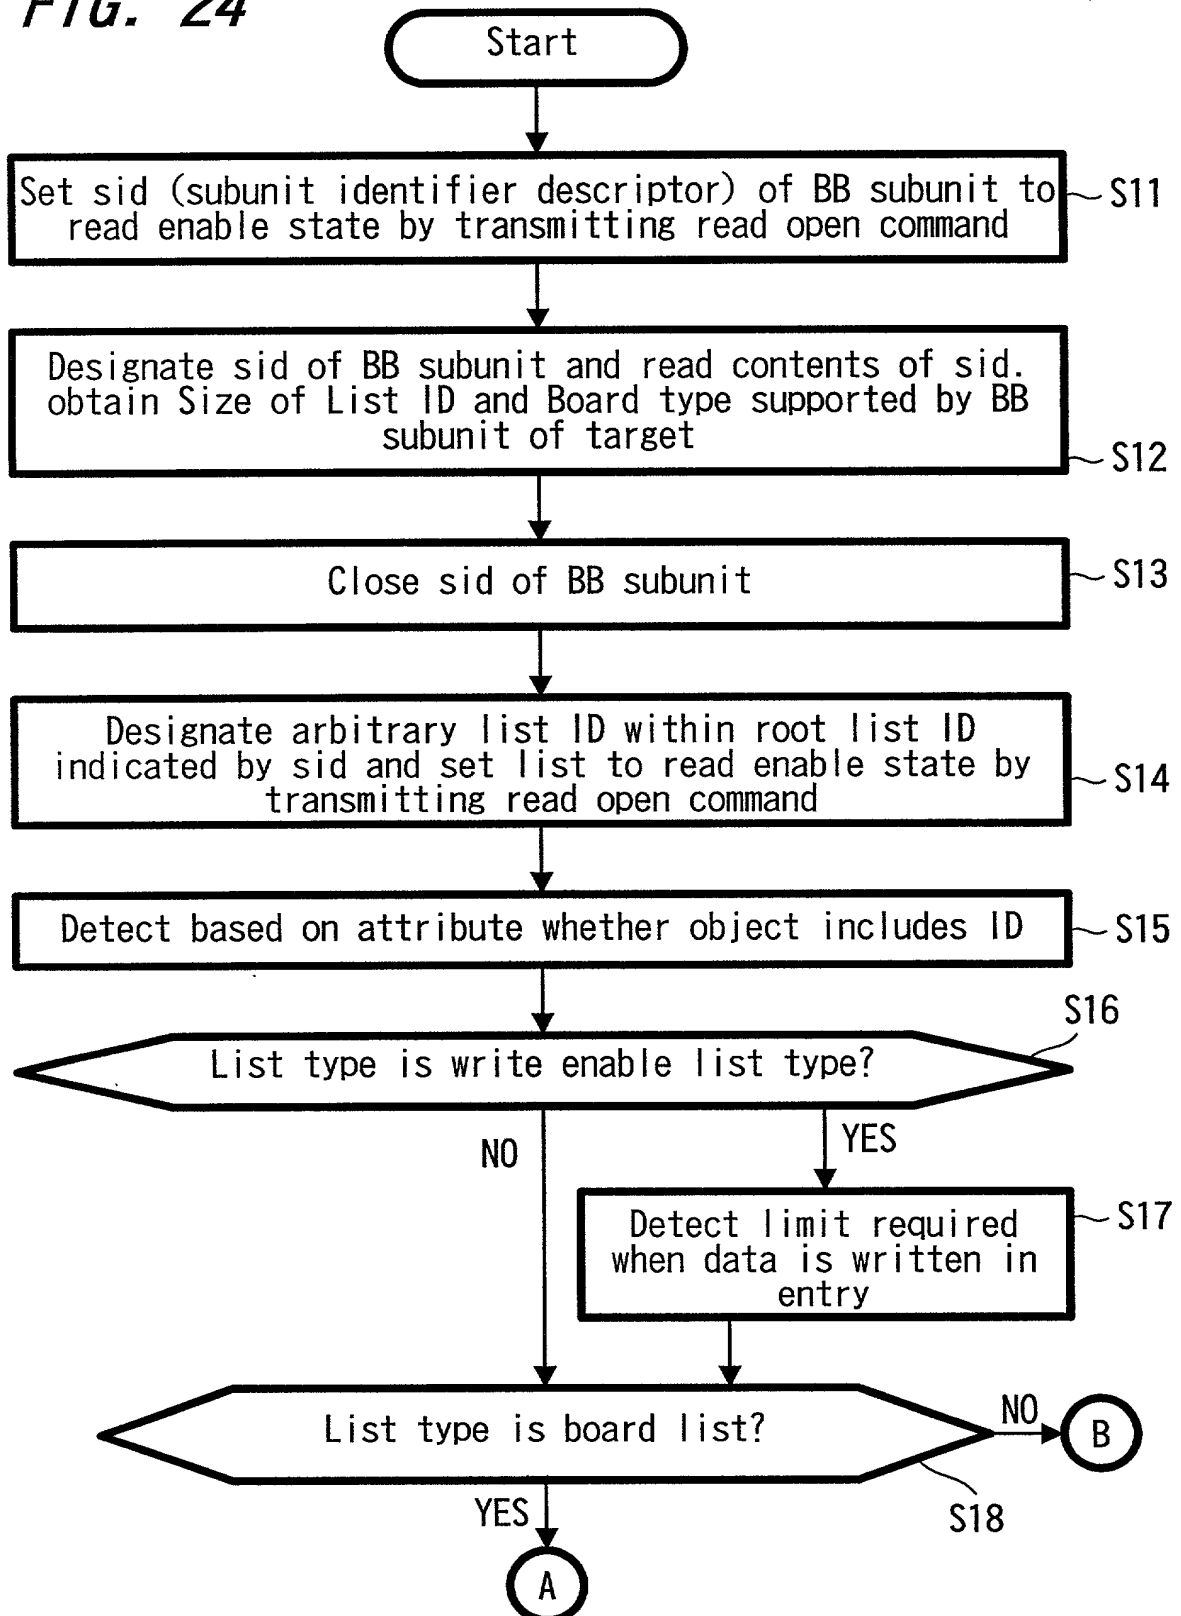 FIG. 24
Start
Set sid (subunit identifier descriptor) of BB subunit to
read enable state by transmitting read open command
S11
Designate sid of BB subunit and read contents of sid.
obtain Size of List ID and Board type supported by BB
subunit of target
S12
Close sid of BB subunit
S13
Designate arbitrary list ID within root list ID
indicated by sid and set list to read enable state by
transmitting read open command
S14
Detect based on attribute whether object includes ID
S15
S16
List type is write enable list type?
NO
YES
Detect limit required
when data is written in
entry
S17
List type is board list?
NO
B
S18
YES
A